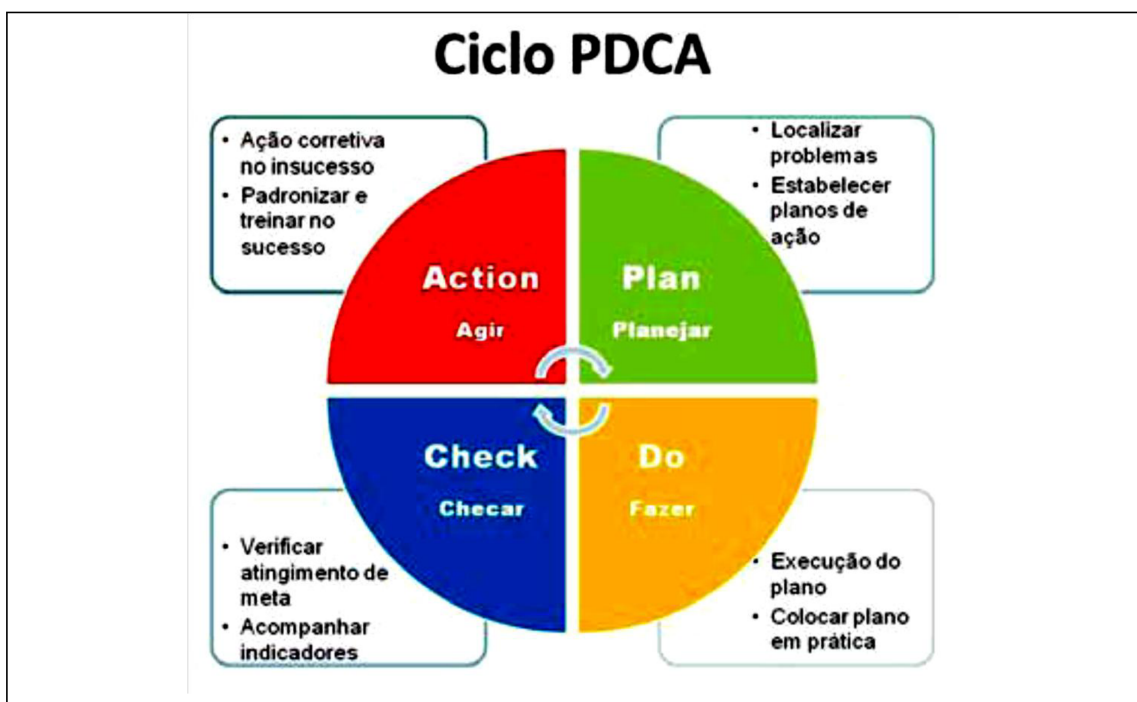 Ciclo PDCA
• Ação corretiva
no insucesso
• Padronizar e
treinar no
sucesso
• Localizar
problemas
• Estabelecer
planos de
ação
Action
Agir
Plan
Planejar
Check
Checar
Do
Fazer
• Verificar
atingimento de
meta
• Acompanhar
indicadores
• Execução do
plano
• Colocar plano
em prática